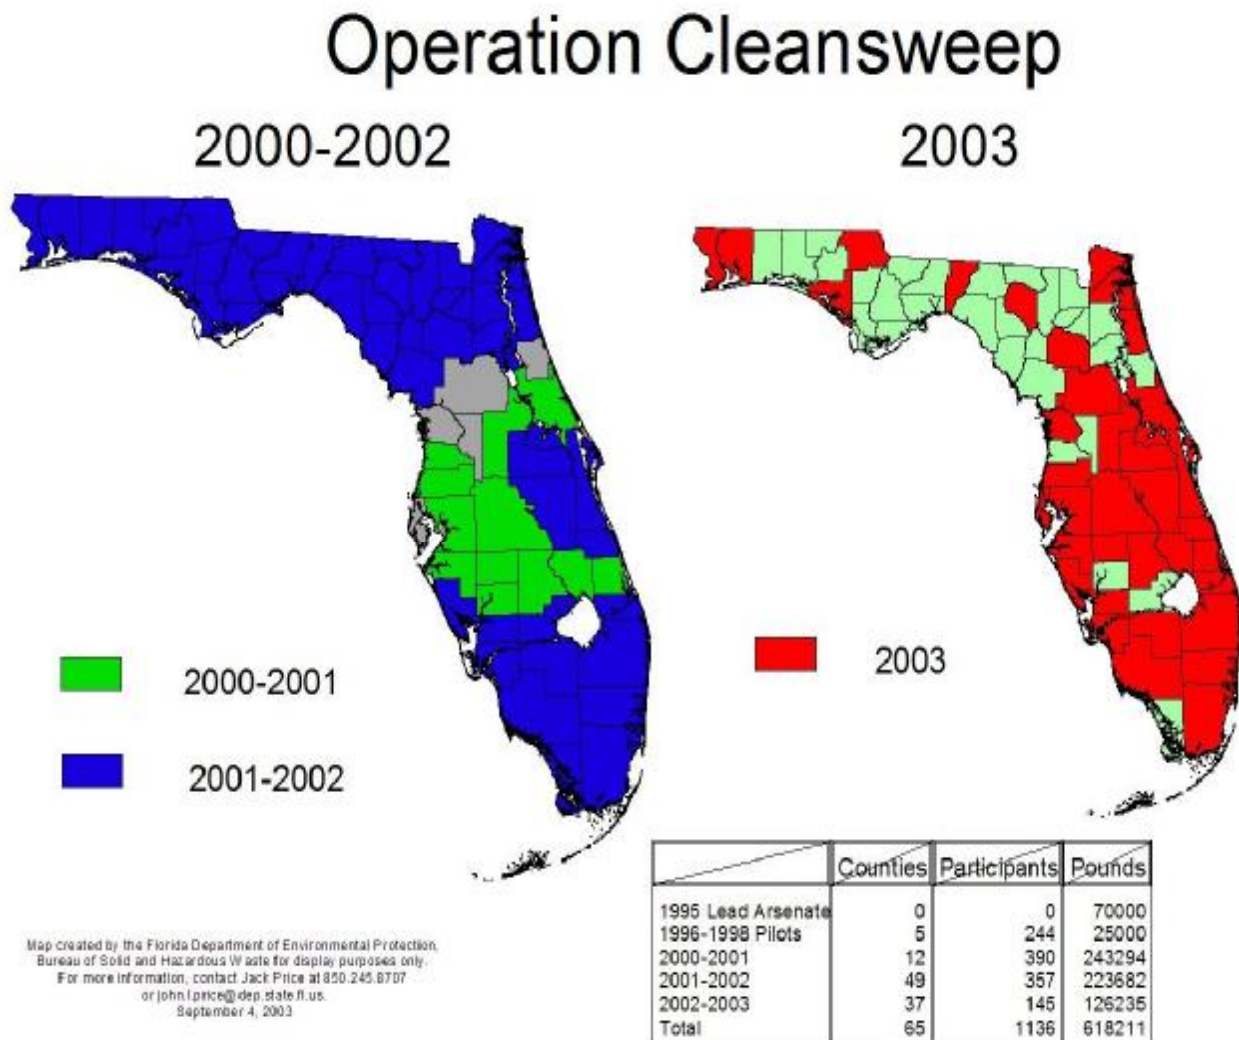 Operation Cleansweep
2000-2002
2003
2000-2001
2001-2002
2003
Counties Participants Pounds
1995 Lead Arsenate 0 0 70000
1996-1998 Pilots 5 244 25000
2000-2001 12 390 243294
2001-2002 49 357 223682
2002-2003 37 145 126235
Total 65 1136 618211
Map created by the Florida Department of Environmental Protection,
Bureau of Solid and Hazardous Waste for display purposes only.
For more information, contact Jack Price at 850.245.8707
or john.l.price@dep.state.fl.us.
September 4, 2003